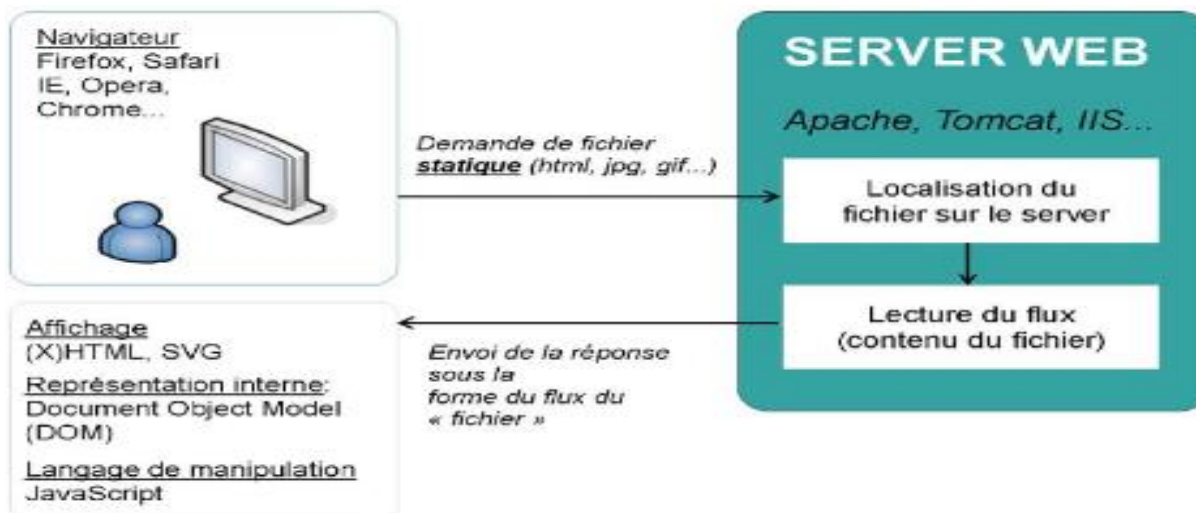 Navigateur
Firefox, Safari
IE, Opera,
Chrome...
Demande de fichier
statique (html, jpg, gif...)
SERVER WEB
Apache, Tomcat, IIS...
Localisation du
fichier sur le server
Lecture du flux
(contenu du fichier)
Envoi de la réponse
sous la
forme du flux du
« fichier »
Affichage
(X)HTML, SVG
Représentation interne:
Document Object Model
(DOM)
Langage de manipulation
JavaScript